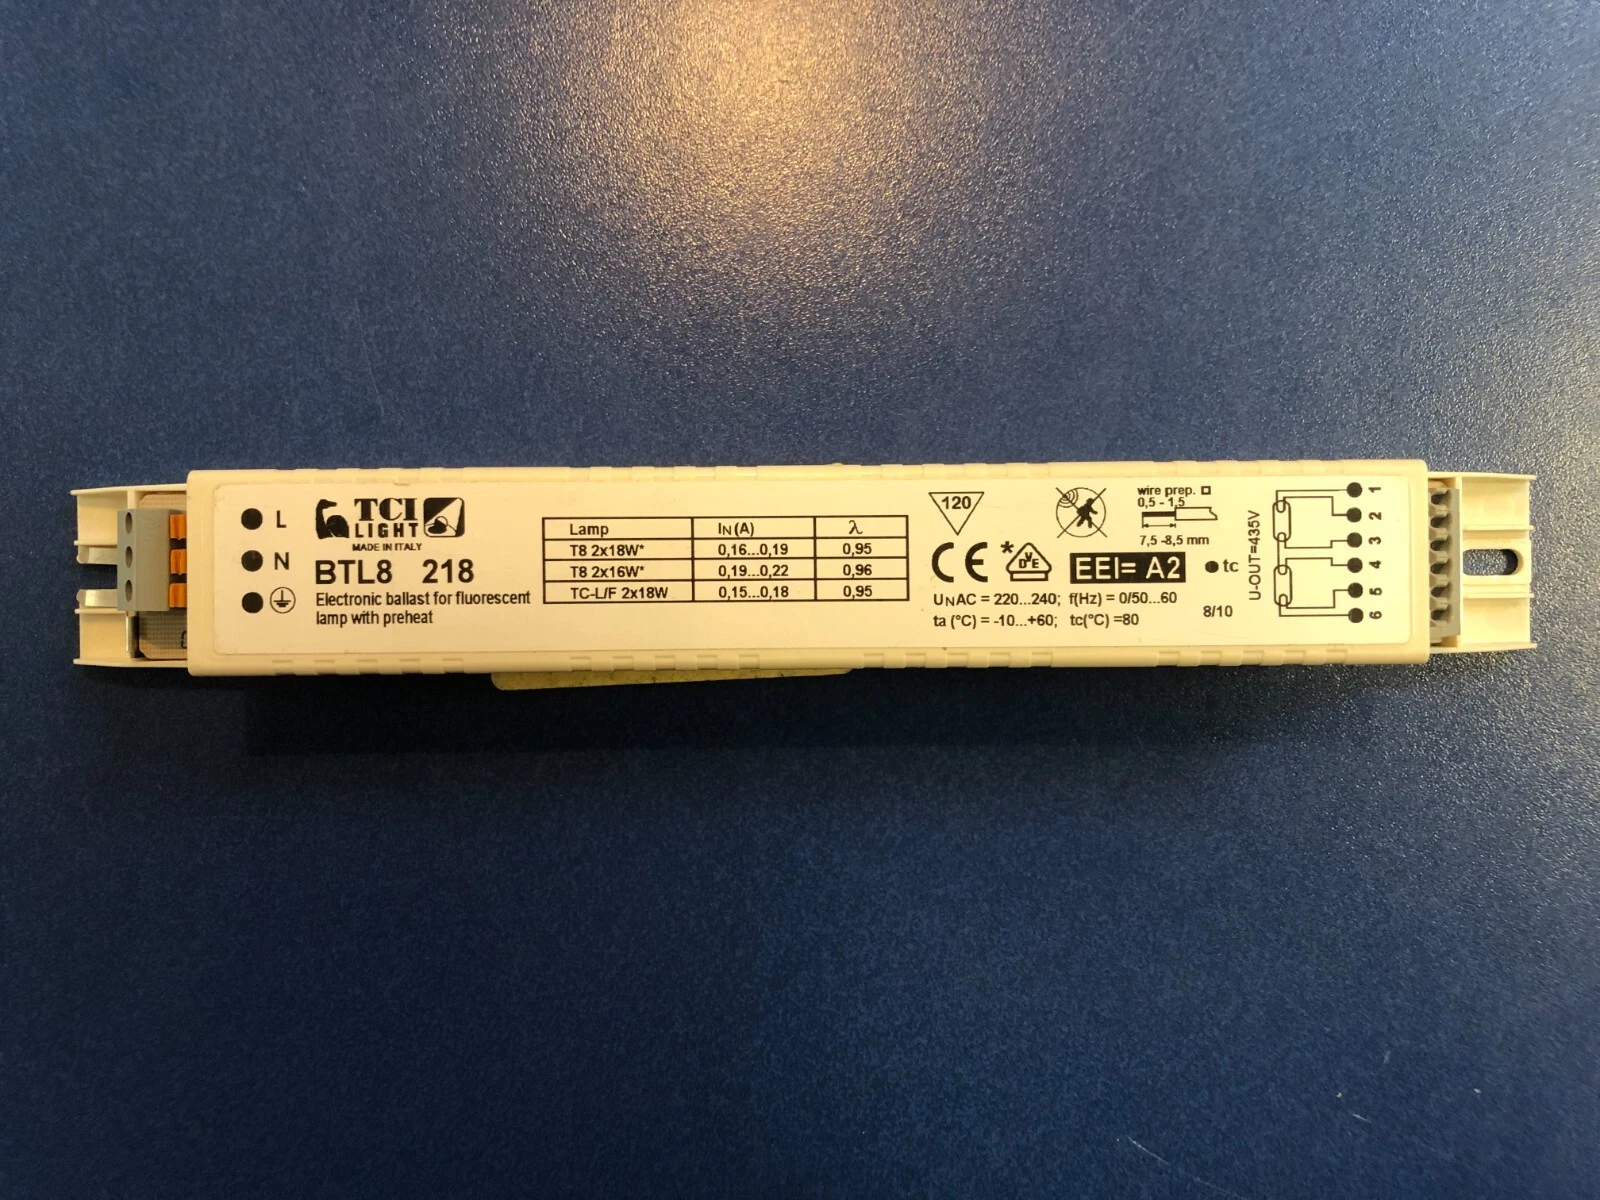 L
N
TCI
LIGHT
MADE IN ITALY
BTL8 218
Electronic ballast for fluorescent
lamp with preheat
Lamp IN (A) λ
T8 2x18W* 0,16...0,19 0,95
T8 2x16W* 0,19...0,22 0,96
TC-L/F 2x18W 0,15...0,18 0,95
120
CE
*
VDE
EEI= A2
UNAC = 220...240; f(Hz) = 0/50...60
ta (°C) = -10...+60; tc(°C) =80
wire prep.
0,5 - 1,5
7,5 -8,5 mm
tc
8/10
U-OUT=435V
1
2
3
4
5
6